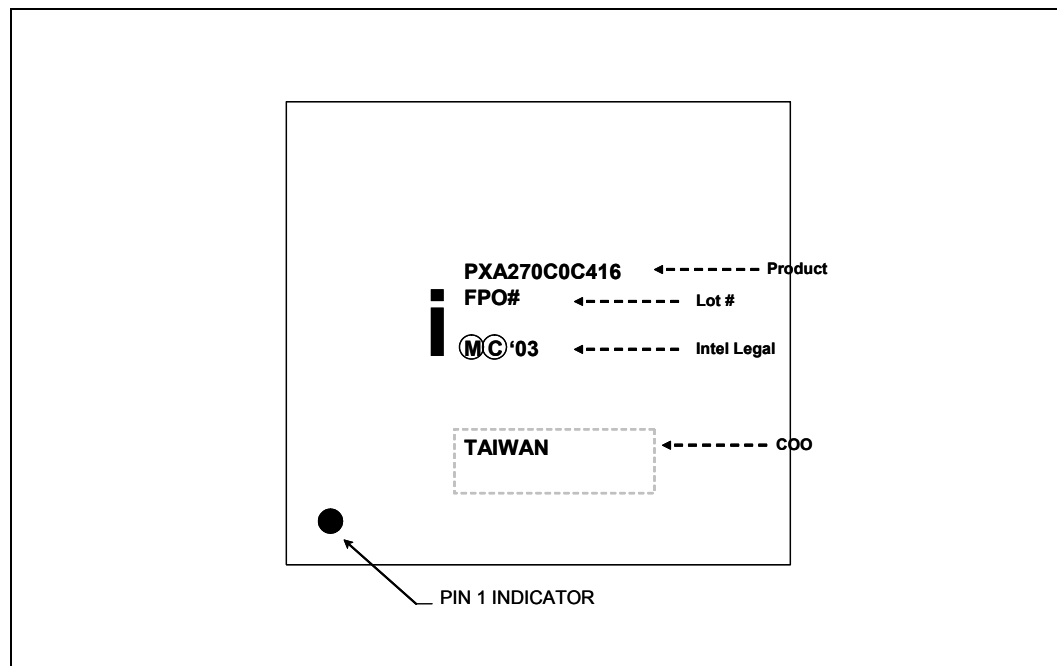 PXA270C0C416 Product
FPO# Lot #
ⓂⒸ ‘03 Intel Legal
TAIWAN COO
PIN 1 INDICATOR